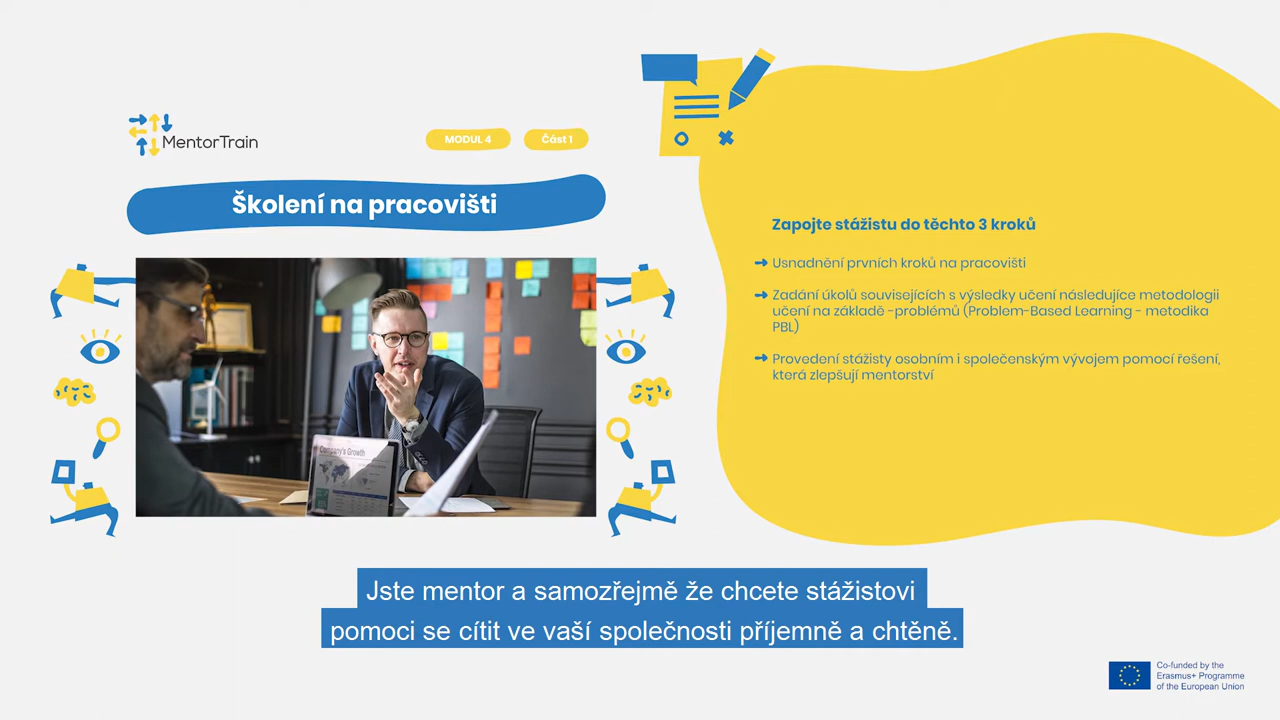 MentorTrain
MODUL 4
Část 1
Školení na pracovišti
Company's Growth
Zapojte stážistu do těchto 3 kroků
Usnadnění prvních kroků na pracovišti
Zadání úkolů souvisejících s výsledky učení následujíce metodologii
učení na základě -problémů (Problem-Based Learning - metodika
PBL)
Provedení stážisty osobním i společenským vývojem pomocí řešení,
která zlepšují mentorství
Jste mentor a samozřejmě že chcete stážistovi
pomoci se cítit ve vaší společnosti příjemně a chtěně.
Co-funded by the
Erasmus+ Programme
of the European Union